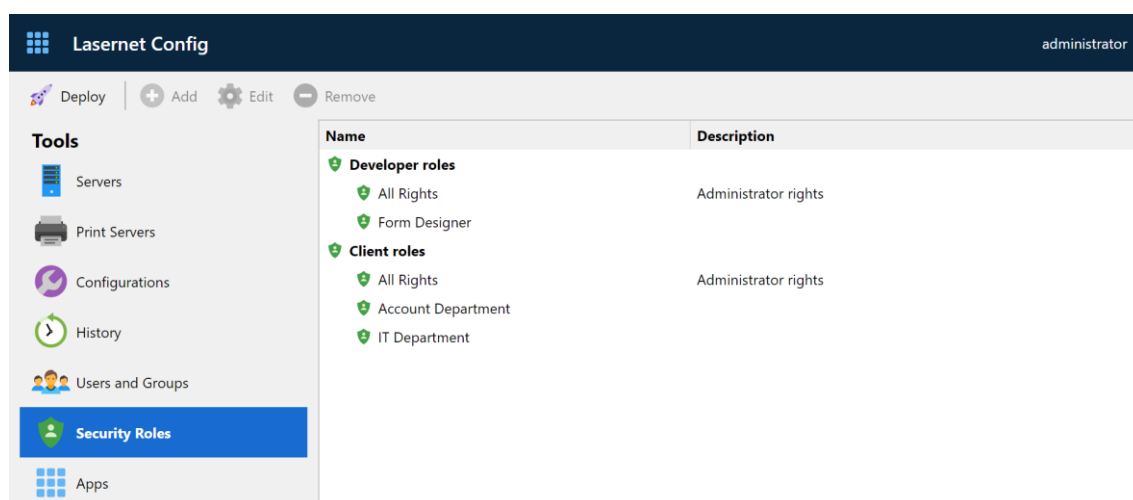 Lasernet Config
administrator
Deploy Add Edit Remove
Tools
Servers
Print Servers
Configurations
History
Users and Groups
Security Roles
Apps
Name Description
Developer roles
All Rights Administrator rights
Form Designer
Client roles
All Rights Administrator rights
Account Department
IT Department